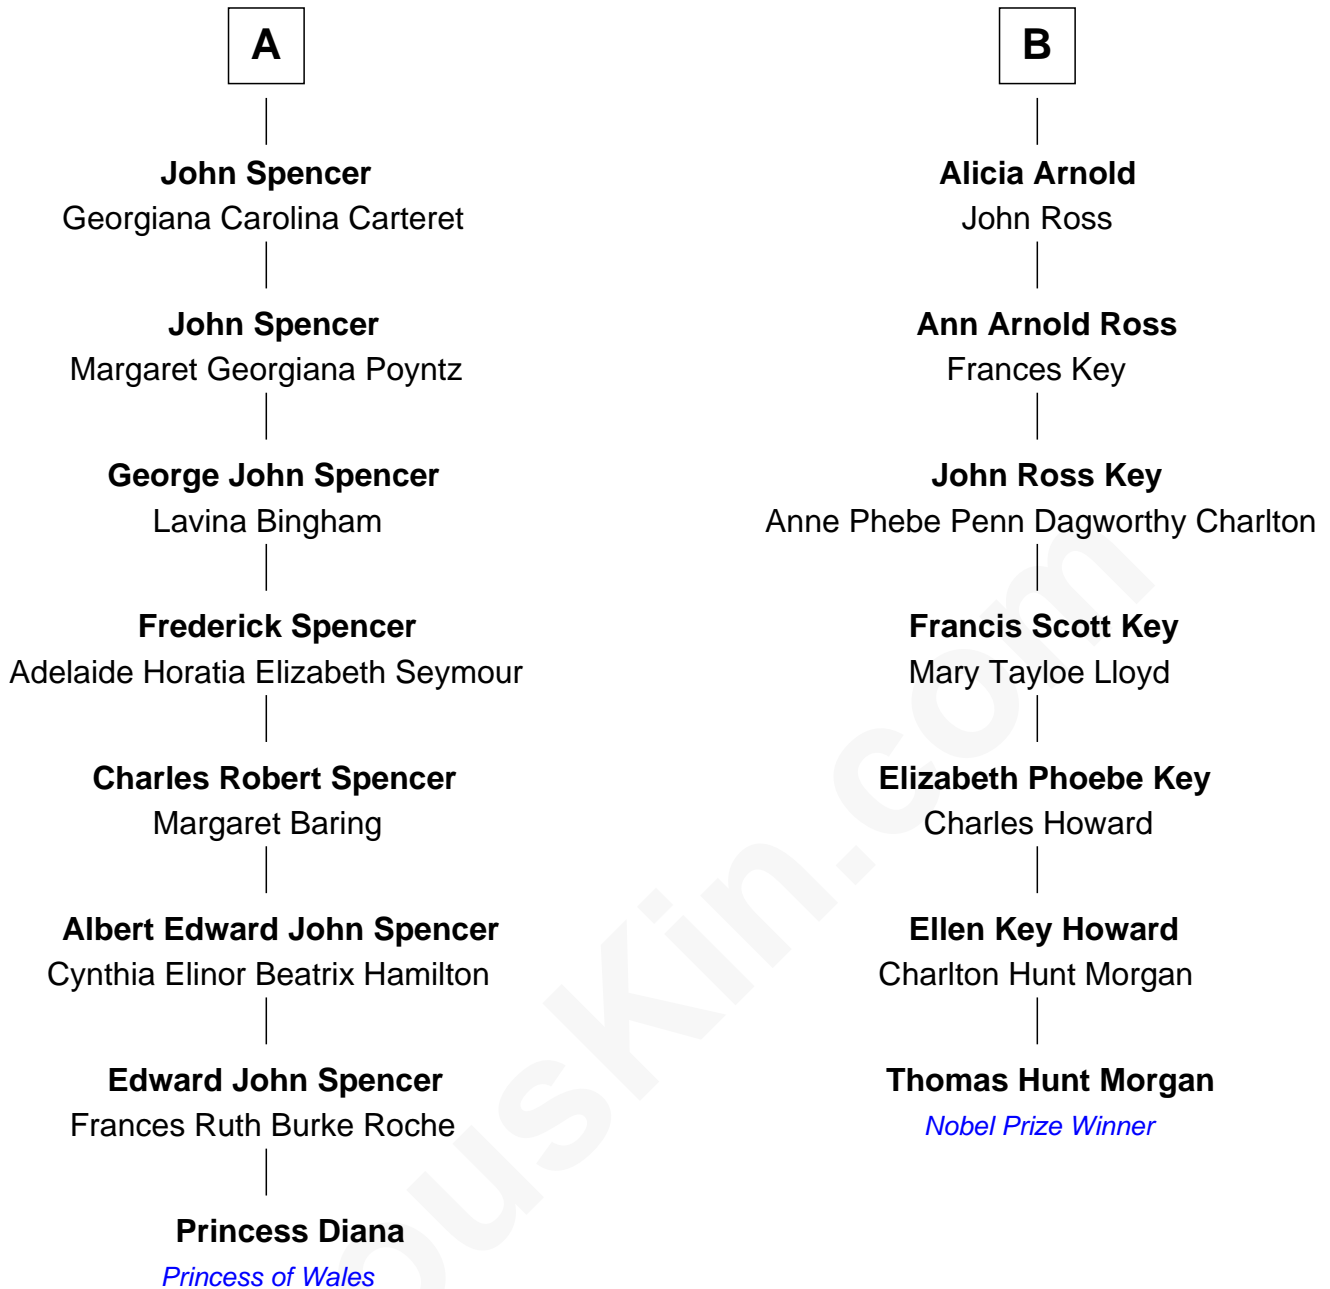 A
John Spencer
Georgiana Carolina Carteret
John Spencer
Margaret Georgiana Poyntz
George John Spencer
Lavina Bingham
Frederick Spencer
Adelaide Horatia Elizabeth Seymour
Charles Robert Spencer
Margaret Baring
Albert Edward John Spencer
Cynthia Elinor Beatrix Hamilton
Edward John Spencer
Frances Ruth Burke Roche
Princess Diana
Princess of Wales
B
Alicia Arnold
John Ross
Ann Arnold Ross
Frances Key
John Ross Key
Anne Phebe Penn Dagworthy Charlton
Francis Scott Key
Mary Tayloe Lloyd
Elizabeth Phoebe Key
Charles Howard
Ellen Key Howard
Charlton Hunt Morgan
Thomas Hunt Morgan
Nobel Prize Winner
ousKin.com